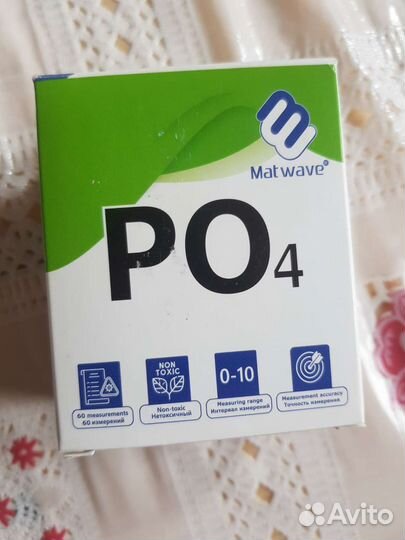 Matwave®
PO4
NON
TOXIC
0-10
60 measurements
60 измерений
Non-toxic
Нетоксичный
Measuring range
Интервал измерений
Measurement accuracy
Точность измерения
Avito